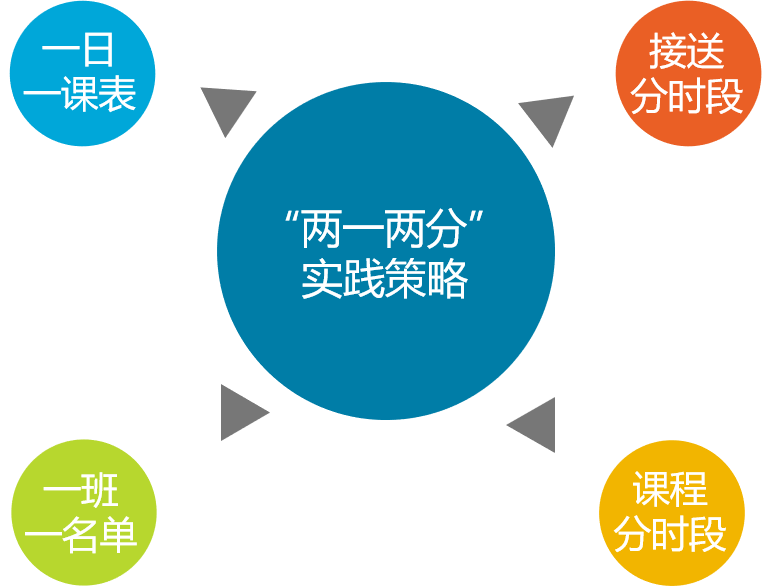 一日
一课表
接送
分时段
“两一两分”
实践策略
一班
一名单
课程
分时段